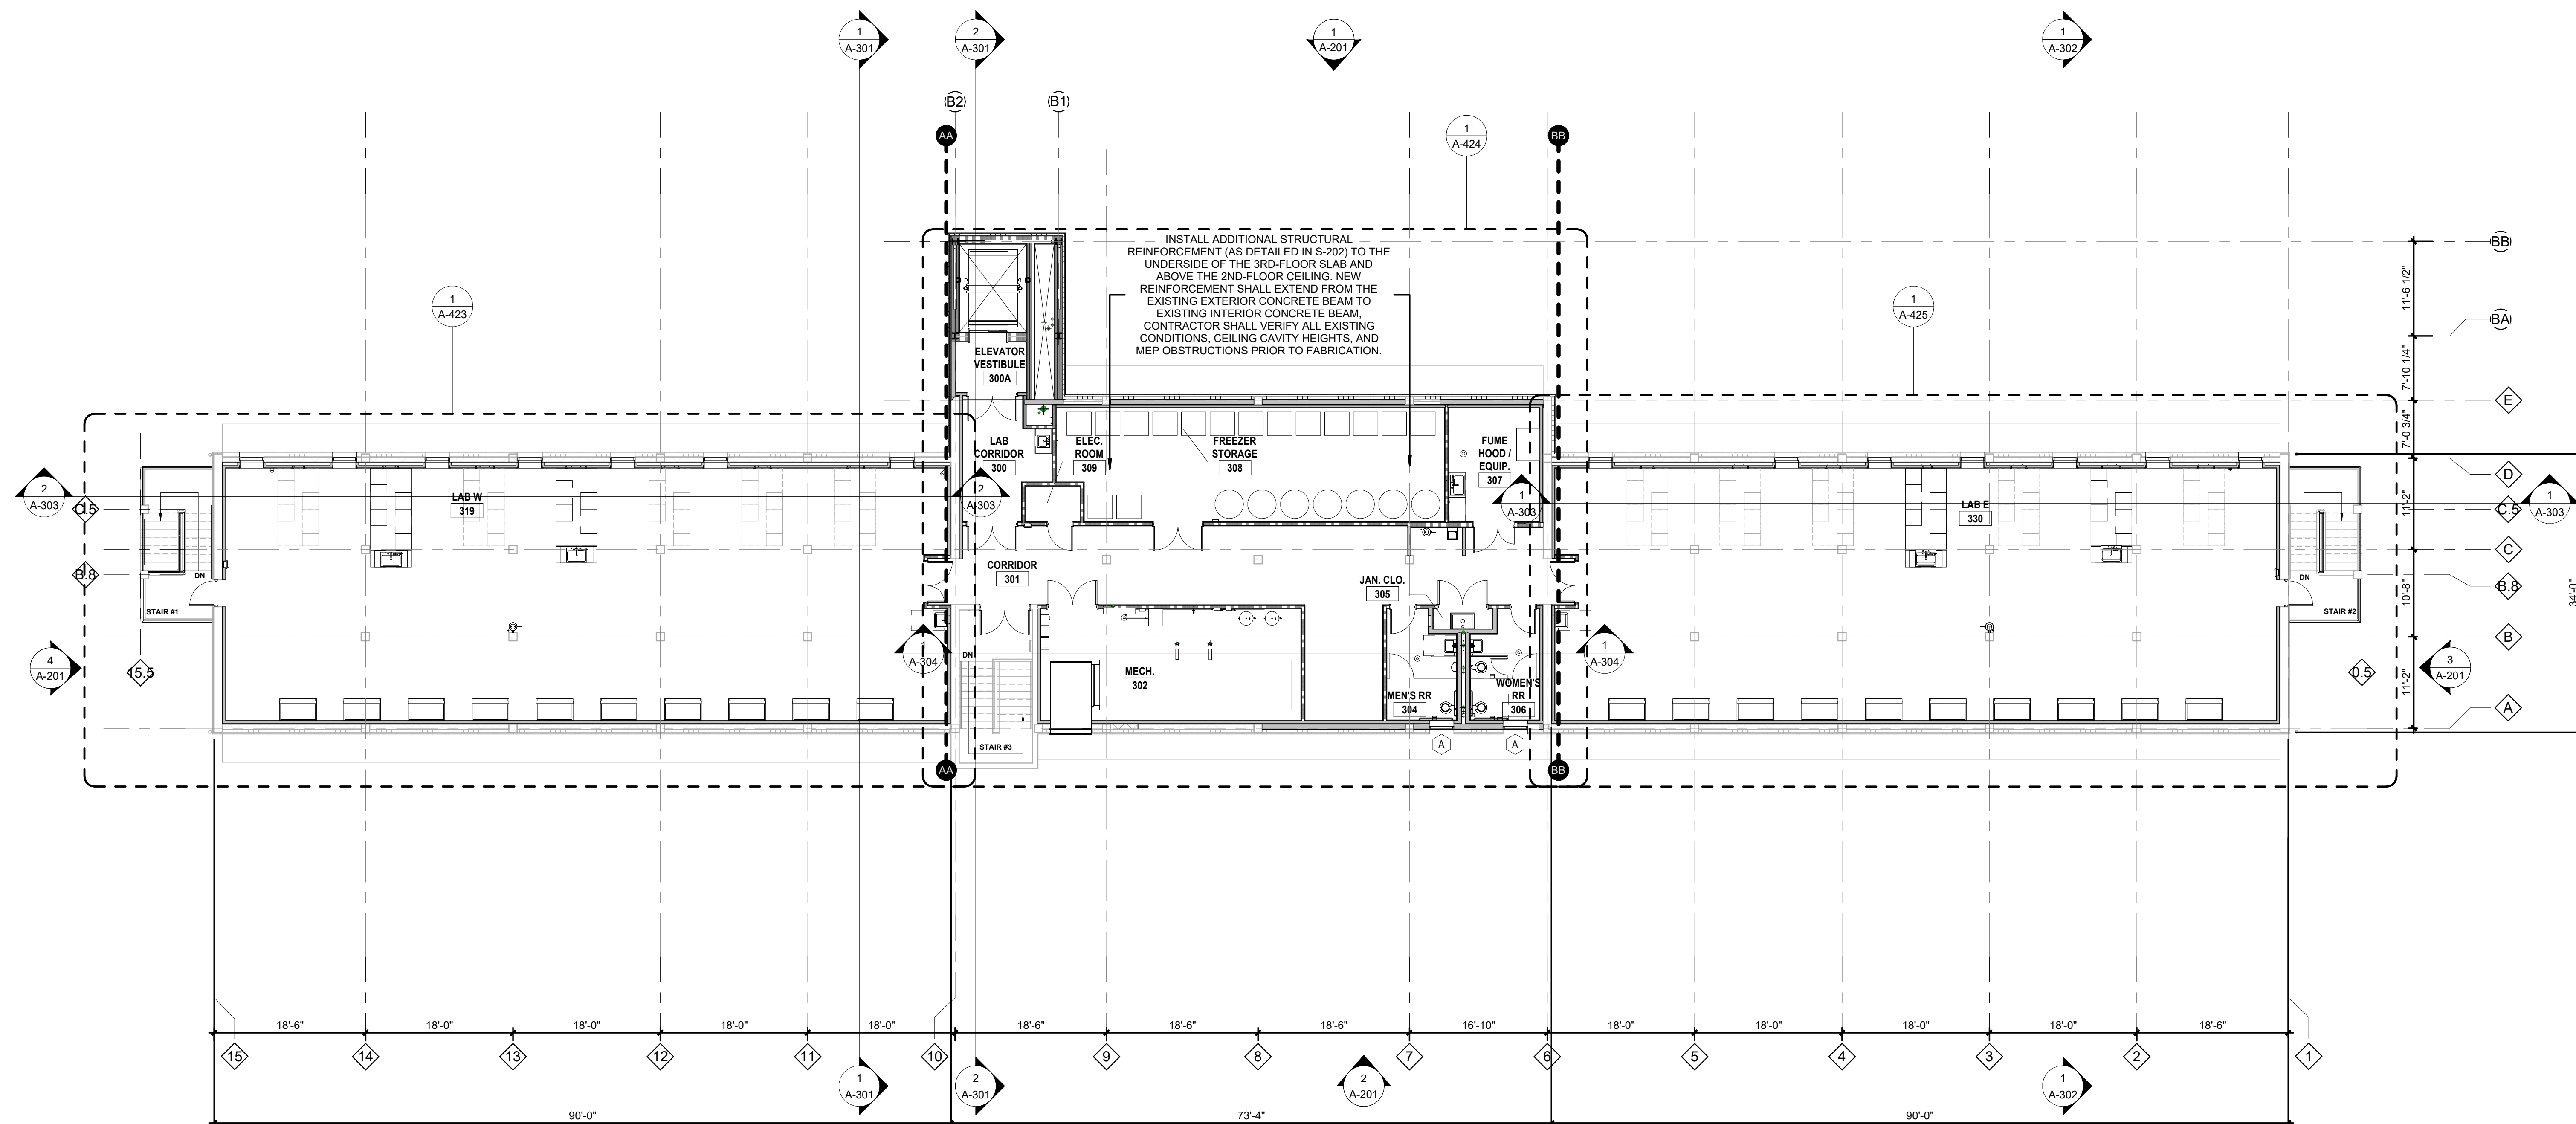 1
A-301
2
A-301
1
A-201
1
A-302
B2
B1
AA
BB
1
A-424
INSTALL ADDITIONAL STRUCTURAL
REINFORCEMENT (AS DETAILED IN S-202) TO THE
UNDERSIDE OF THE 3RD-FLOOR SLAB AND
ABOVE THE 2ND-FLOOR CEILING. NEW
REINFORCEMENT SHALL EXTEND FROM THE
EXISTING EXTERIOR CONCRETE BEAM TO
EXISTING INTERIOR CONCRETE BEAM,
CONTRACTOR SHALL VERIFY ALL EXISTING
CONDITIONS, CEILING CAVITY HEIGHTS, AND
MEP OBSTRUCTIONS PRIOR TO FABRICATION.
1
A-423
1
A-425
BB
11'-6 1/2"
BA
7'-10 1/4"
E
7'-0 3/4"
D
11'-2"
C.5
C
10'-8"
B.8
B
11'-2"
A
34'-0"
ELEVATOR
VESTIBULE
300A
LAB
CORRIDOR
300
ELEC.
ROOM
309
FREEZER
STORAGE
308
FUME
HOOD /
EQUIP.
307
2
A-303
C.5
B.8
LAB W
319
2
A-303
1
A-303
LAB E
330
1
A-303
DN
STAIR #1
CORRIDOR
301
JAN. CLO.
305
DN
STAIR #2
4
A-201
15.5
1
A-304
DN
MECH.
302
MEN'S RR
304
WOMEN'S
RR
306
1
A-304
0.5
3
A-201
STAIR #3
A
A
AA
BB
18'-6"
18'-0"
18'-0"
18'-0"
18'-0"
18'-6"
18'-6"
18'-6"
16'-10"
18'-0"
18'-0"
18'-0"
18'-0"
18'-6"
15
14
13
12
11
10
9
8
7
6
5
4
3
2
1
1
A-301
2
A-301
2
A-201
1
A-302
90'-0"
73'-4"
90'-0"